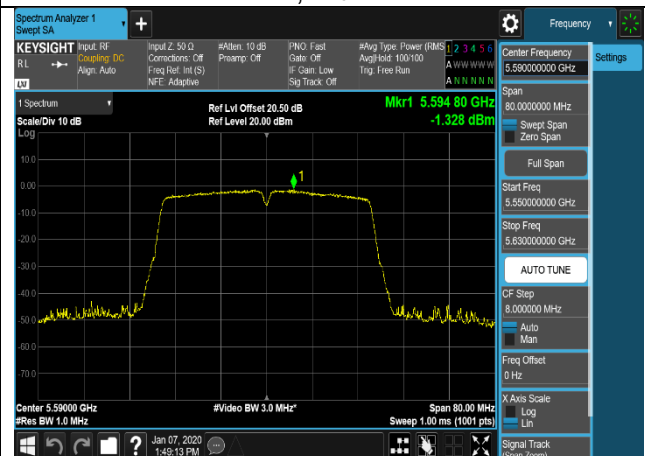 Spectrum Analyzer 1
Swept SA
+
Frequency
KEYSIGHT
RL
LXI
Input: RF
Coupling: DC
Align: Auto
Input Z: 50 Ω
Corrections: Off
Freq Ref: Int (S)
NFE: Adaptive
#Atten: 10 dB
Preamp: Off
PNO: Fast
Gate: Off
IF Gain: Low
Sig Track: Off
#Avg Type: Power (RMS
Avg|Hold: 100/100
Trig: Free Run
1 2 3 4 5 6
A W W W W W
A N N N N N
Center Frequency
5.590000000 GHz
Settings
Span
80.0000000 MHz
Swept Span
Zero Span
Full Span
Start Freq
5.550000000 GHz
Stop Freq
5.630000000 GHz
AUTO TUNE
CF Step
8.000000 MHz
Auto
Man
Freq Offset
0 Hz
X Axis Scale
Log
Lin
Signal Track
(Span Zoom)
1 Spectrum
Scale/Div 10 dB
Log
Ref Lvl Offset 20.50 dB
Ref Level 20.00 dBm
Mkr1 5.594 80 GHz
-1.328 dBm
1
10.0
0.00
-10.0
-20.0
-30.0
-40.0
-50.0
-60.0
-70.0
Center 5.59000 GHz
#Res BW 1.0 MHz
#Video BW 3.0 MHz*
Span 80.00 MHz
Sweep 1.00 ms (1001 pts)
?
Jan 07, 2020
1:49:13 PM